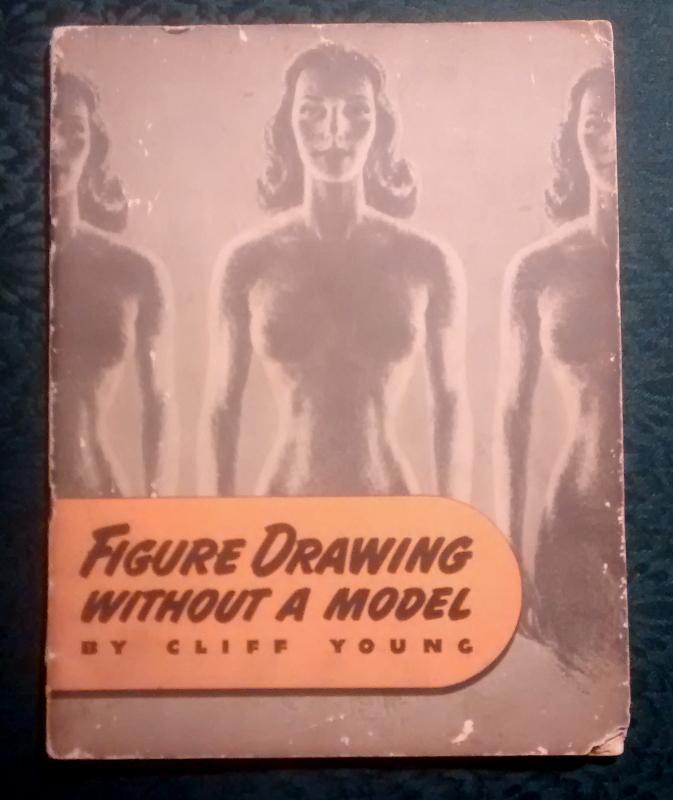 FIGURE DRAWING
WITHOUT A MODEL
BY CLIFF YOUNG